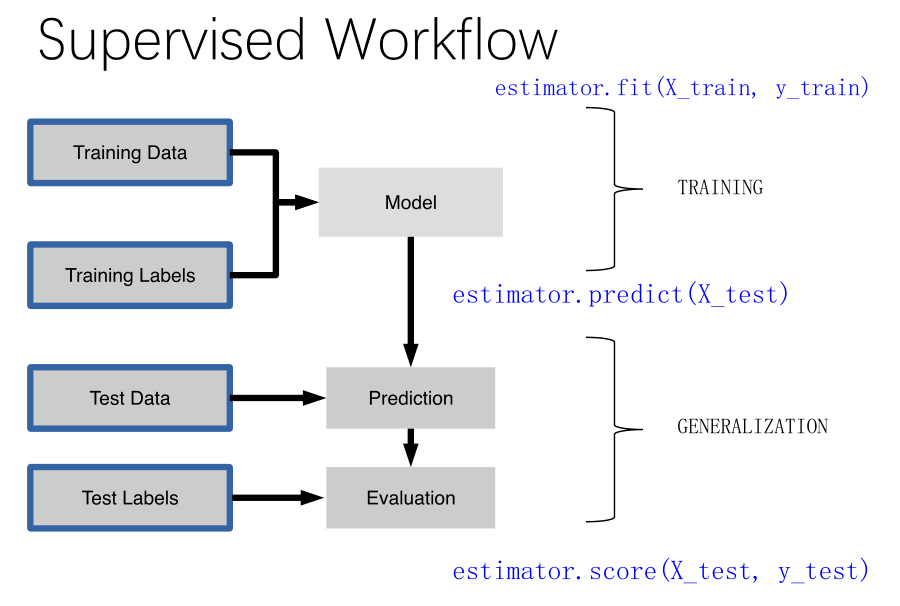 Supervised Workflow
estimator.fit(X_train, y_train)
Training Data
Model
TRAINING
Training Labels
estimator.predict(X_test)
Test Data
Prediction
GENERALIZATION
Test Labels
Evaluation
estimator.score(X_test, y_test)